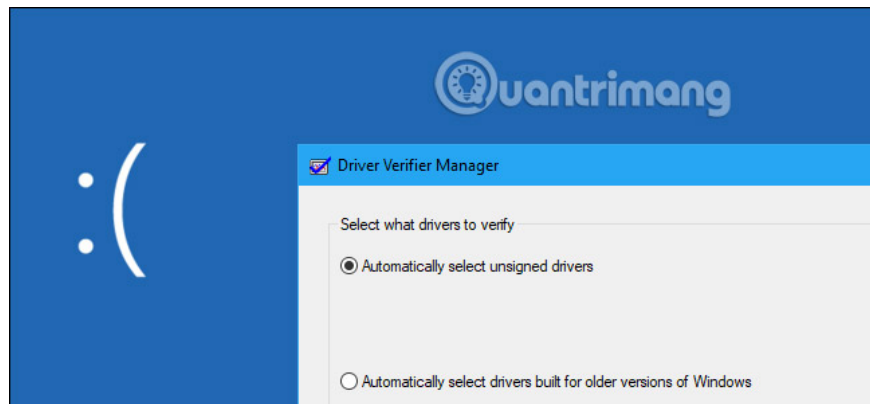 Quantrimang
:(
Driver Verifier Manager
Select what drivers to verify
Automatically select unsigned drivers
Automatically select drivers built for older versions of Windows